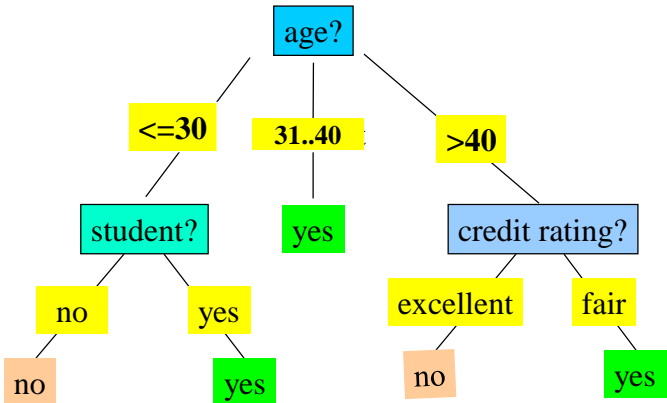 age?
<=30
31..40
>40
student?
yes
credit rating?
no
yes
excellent
fair
no
yes
no
yes